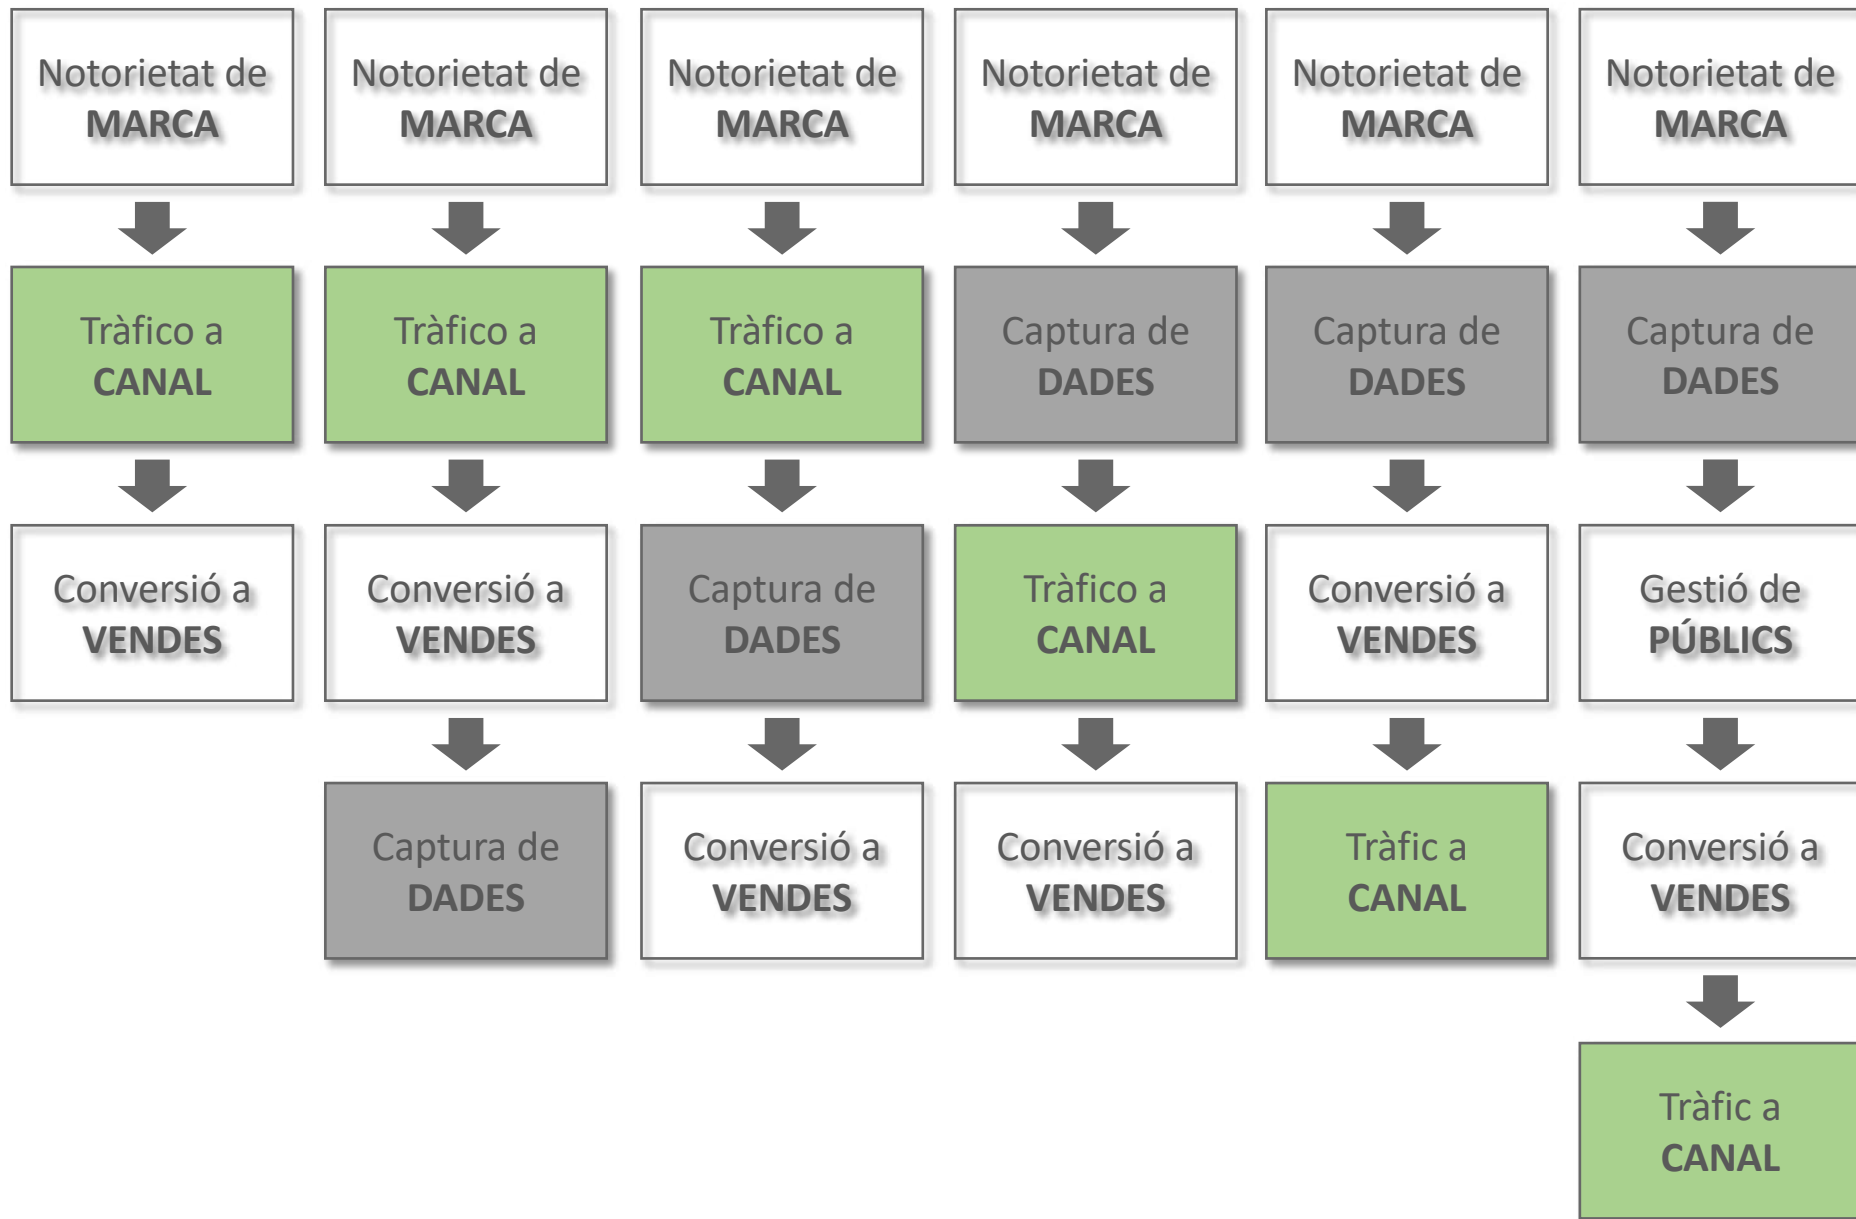 Notorietat de
MARCA
Notorietat de
MARCA
Notorietat de
MARCA
Notorietat de
MARCA
Notorietat de
MARCA
Notorietat de
MARCA
Tràfico a
CANAL
Tràfico a
CANAL
Tràfico a
CANAL
Captura de
DADES
Captura de
DADES
Captura de
DADES
Conversió a
VENDES
Conversió a
VENDES
Captura de
DADES
Tràfico a
CANAL
Conversió a
VENDES
Gestió de
PÚBLICS
Captura de
DADES
Conversió a
VENDES
Conversió a
VENDES
Tràfic a
CANAL
Conversió a
VENDES
Tràfic a
CANAL